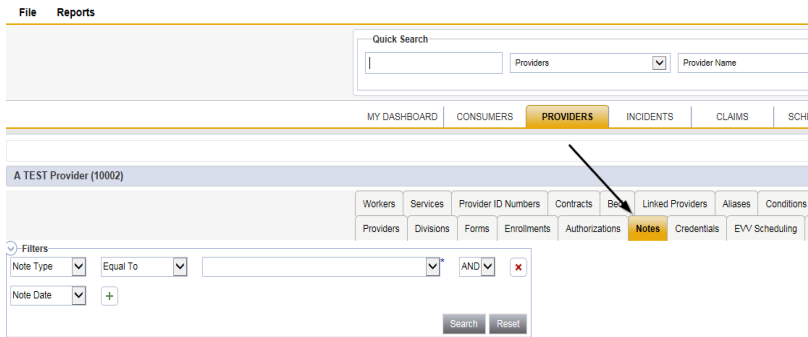 File Reports
Quick Search
Providers Provider Name
MY DASHBOARD CONSUMERS PROVIDERS INCIDENTS CLAIMS SCH
A TEST Provider (10002)
Workers Services Provider ID Numbers Contracts Linked Providers Aliases Conditions
Providers Divisions Forms Enrollments Authorizations Notes Credentials EVV Scheduling
Filters
Note Type Equal To * AND
Note Date
Search Reset